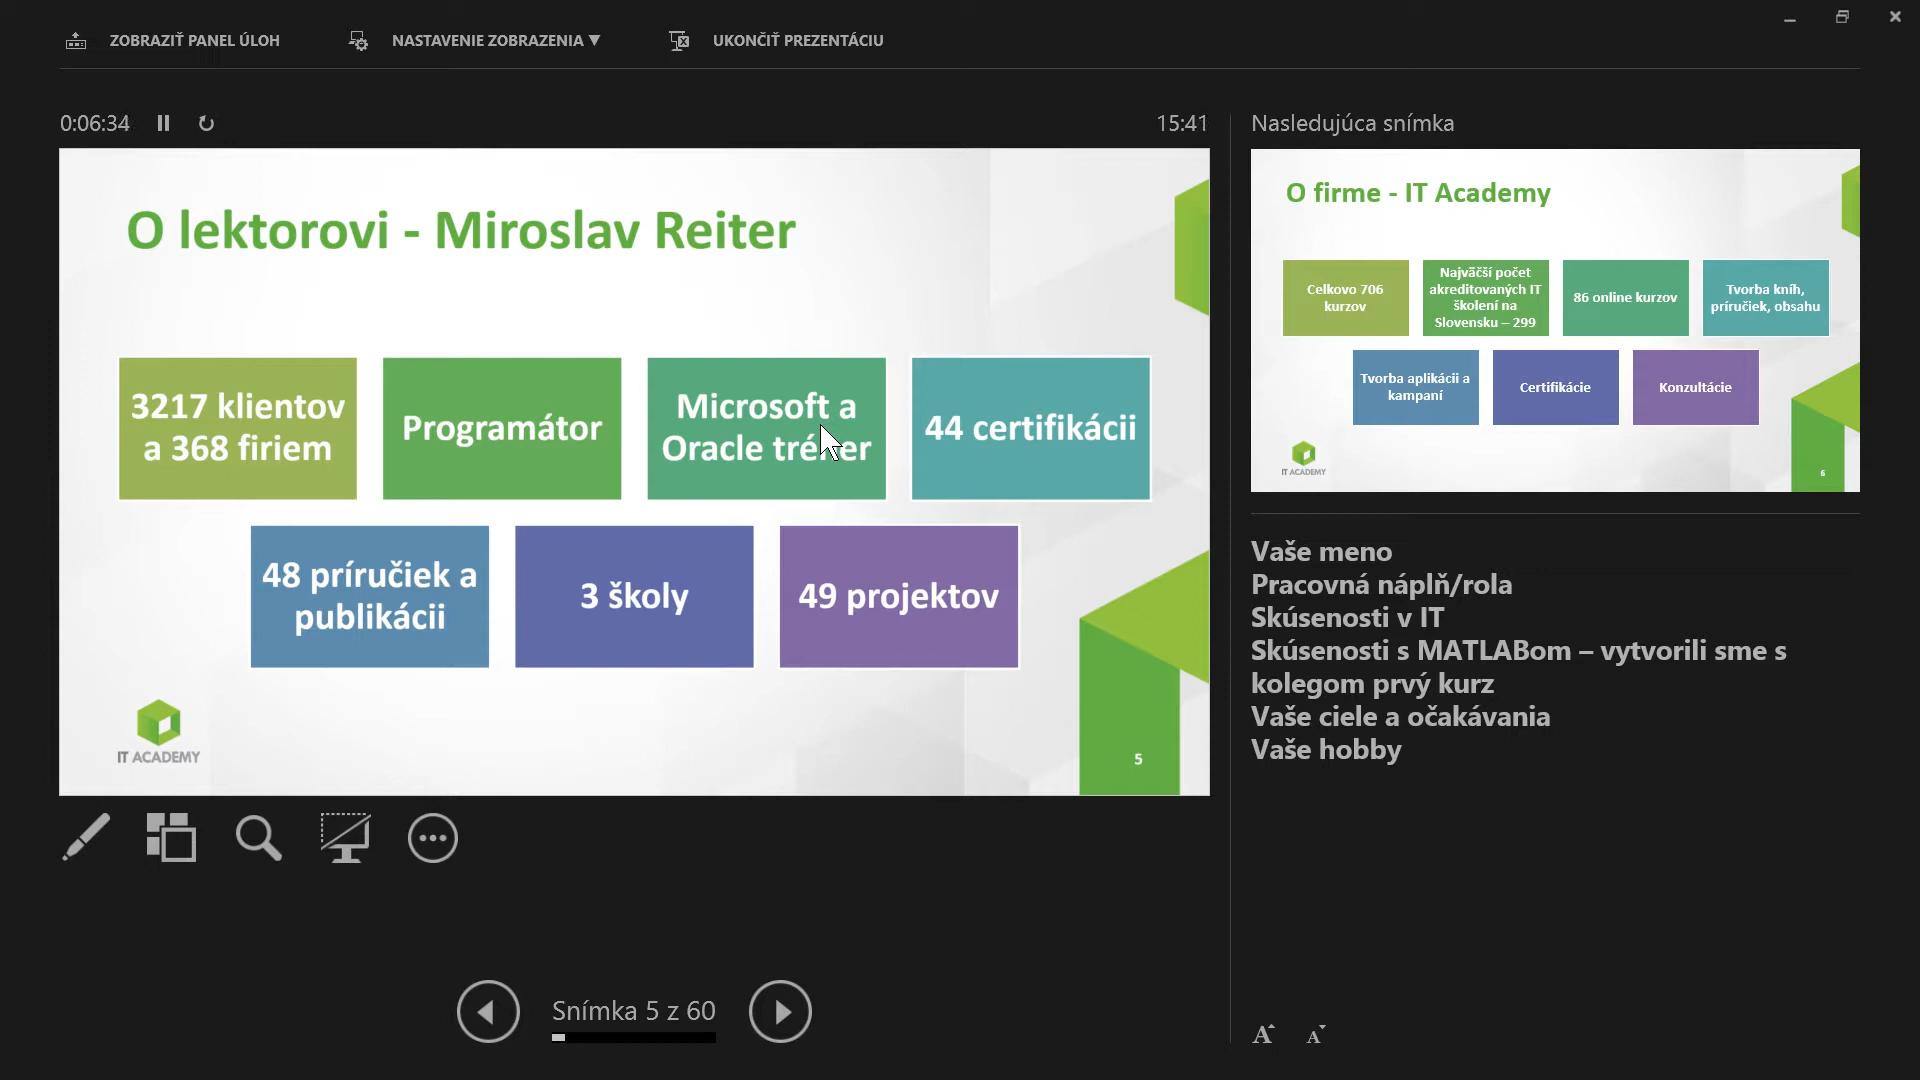 ZOBRAZIŤ PANEL ÚLOH
NASTAVENIE ZOBRAZENIA
UKONČIŤ PREZENTÁCIU
0:06:34
15:41
O lektorovi - Miroslav Reiter
3217 klientov
a 368 firiem
Programátor
Microsoft a
Oracle tréner
44 certifikácii
48 príručiek a
publikácii
3 školy
49 projektov
IT ACADEMY
5
Snímka 5 z 60
Nasledujúca snímka
O firme - IT Academy
Celkovo 706
kurzov
Najväčší počet
akreditovaných IT
školení na
Slovensku – 299
86 online kurzov
Tvorba kníh,
príručiek, obsahu
Tvorba aplikácii a
kampaní
Certifikácie
Konzultácie
IT ACADEMY
6
Vaše meno
Pracovná náplň/rola
Skúsenosti v IT
Skúsenosti s MATLABom – vytvorili sme s
kolegom prvý kurz
Vaše ciele a očakávania
Vaše hobby
A A